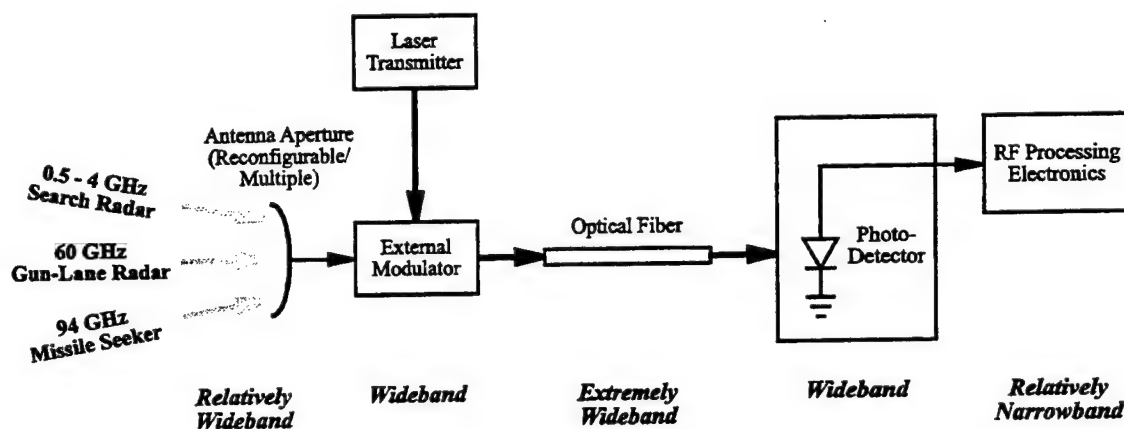 Laser
Transmitter
Antenna Aperture
(Reconfigurable/
Multiple)
0.5 - 4 GHz
Search Radar
60 GHz
Gun-Lane Radar
94 GHz
Missile Seeker
External
Modulator
Optical Fiber
Photo-
Detector
RF Processing
Electronics
Relatively
Wideband
Wideband
Extremely
Wideband
Wideband
Relatively
Narrowband